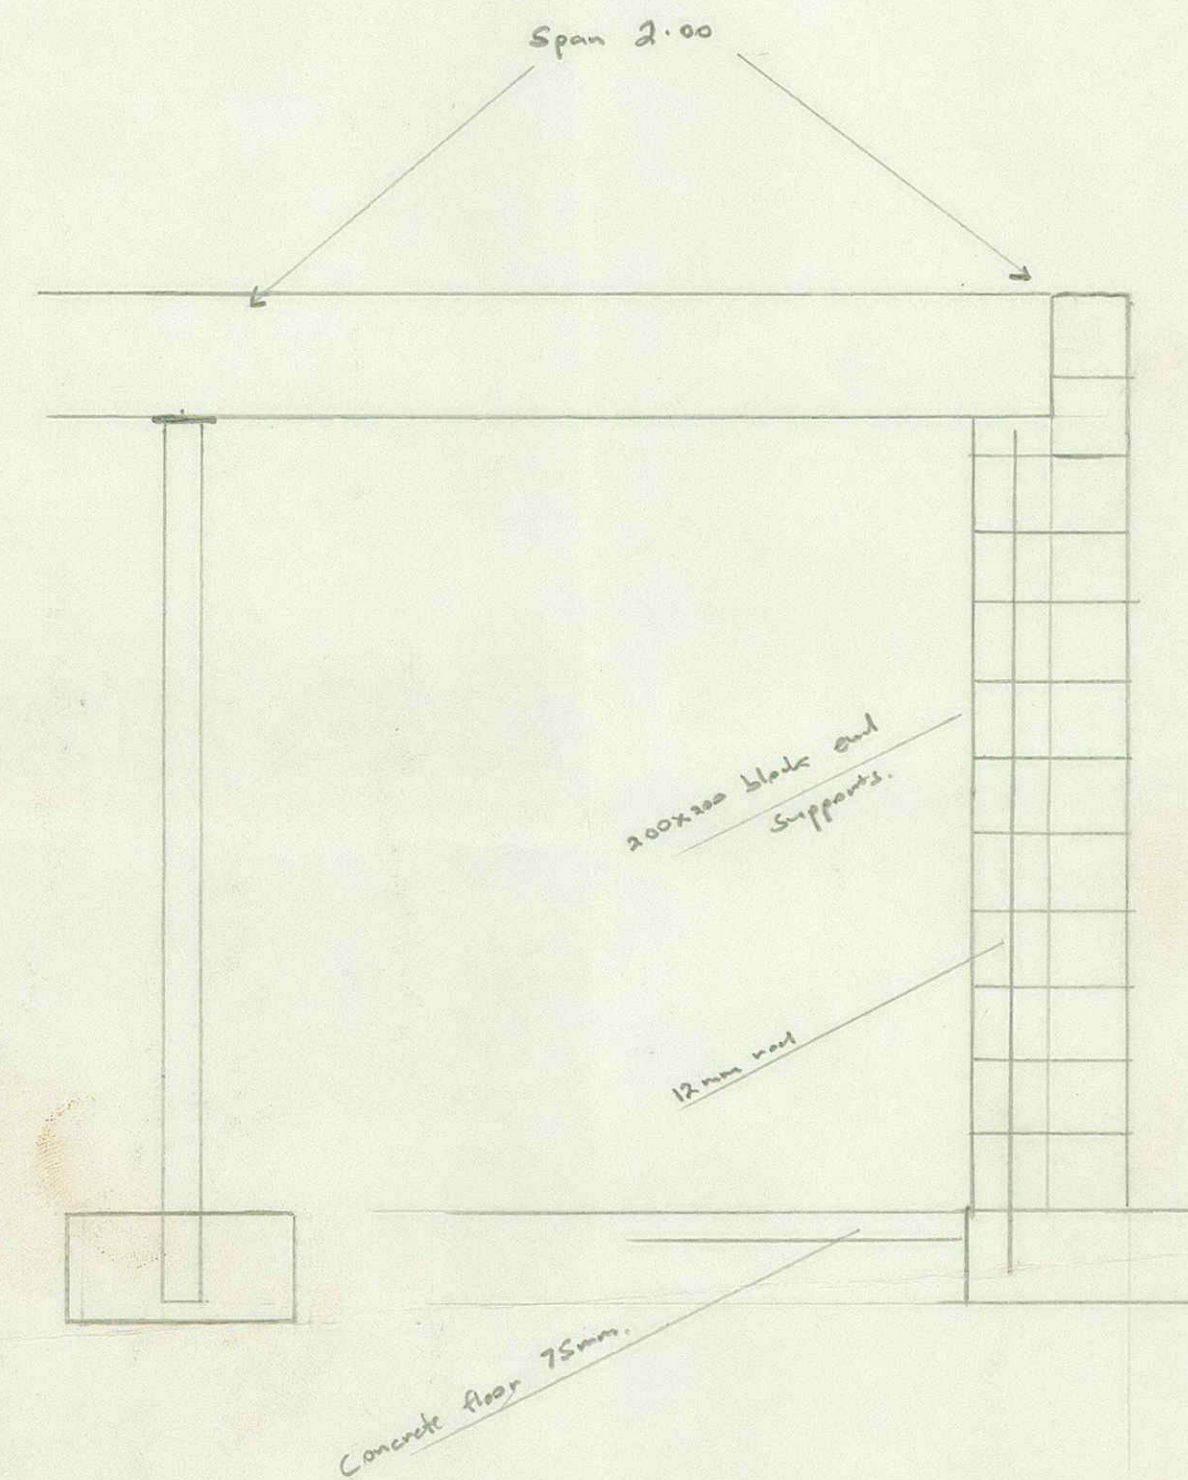 Span 2.00
200x200 block end
supports.
12mm rod
Concrete floor 75mm.